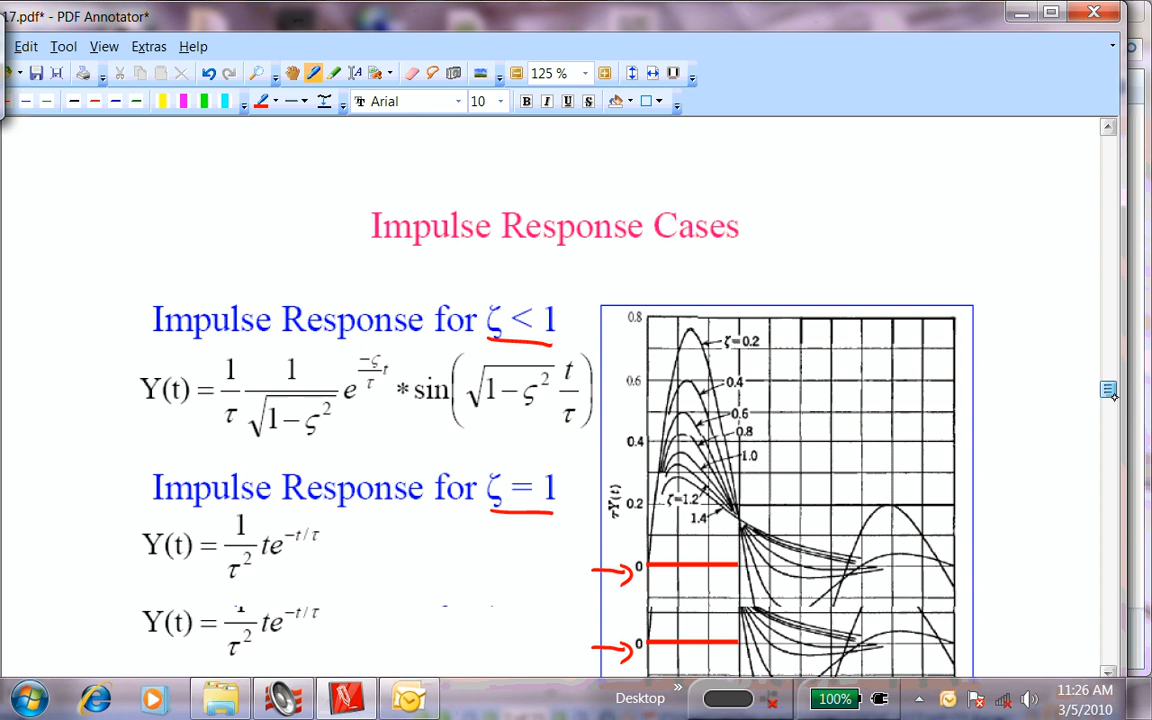 17.pdf* - PDF Annotator*
Edit Tool View Extras Help
125 %
Arial 10 B I U S
Impulse Response Cases
Impulse Response for ζ < 1
Y(t) = 1/τ 1/√(1−ς²) e^(−ς/τ t) * sin(√(1−ς²) t/τ)
Impulse Response for ζ = 1
Y(t) = 1/τ² te^(−t/τ)
Y(t) = 1/τ² te^(−t/τ)
0.8
ζ=0.2
0.6
0.4
0.6
0.8
0.4
1.0
ζ=1.2
0.2
1.4
τY(t)
0
0
Desktop »
100%
11:26 AM
3/5/2010